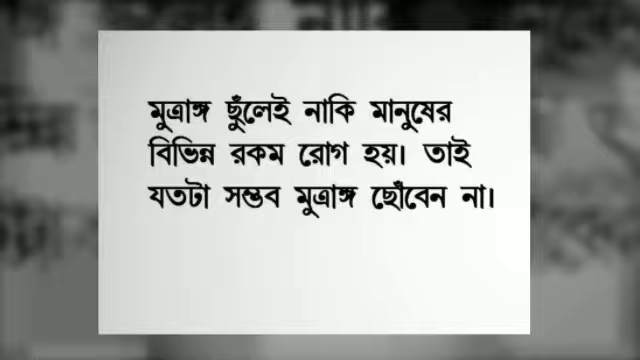 মুত্রাঙ্গ ছুঁলেই নাকি মানুষের
বিভিন্ন রকম রোগ হয়। তাই
যতটা সম্ভব মুত্রাঙ্গ ছোঁবেন না।